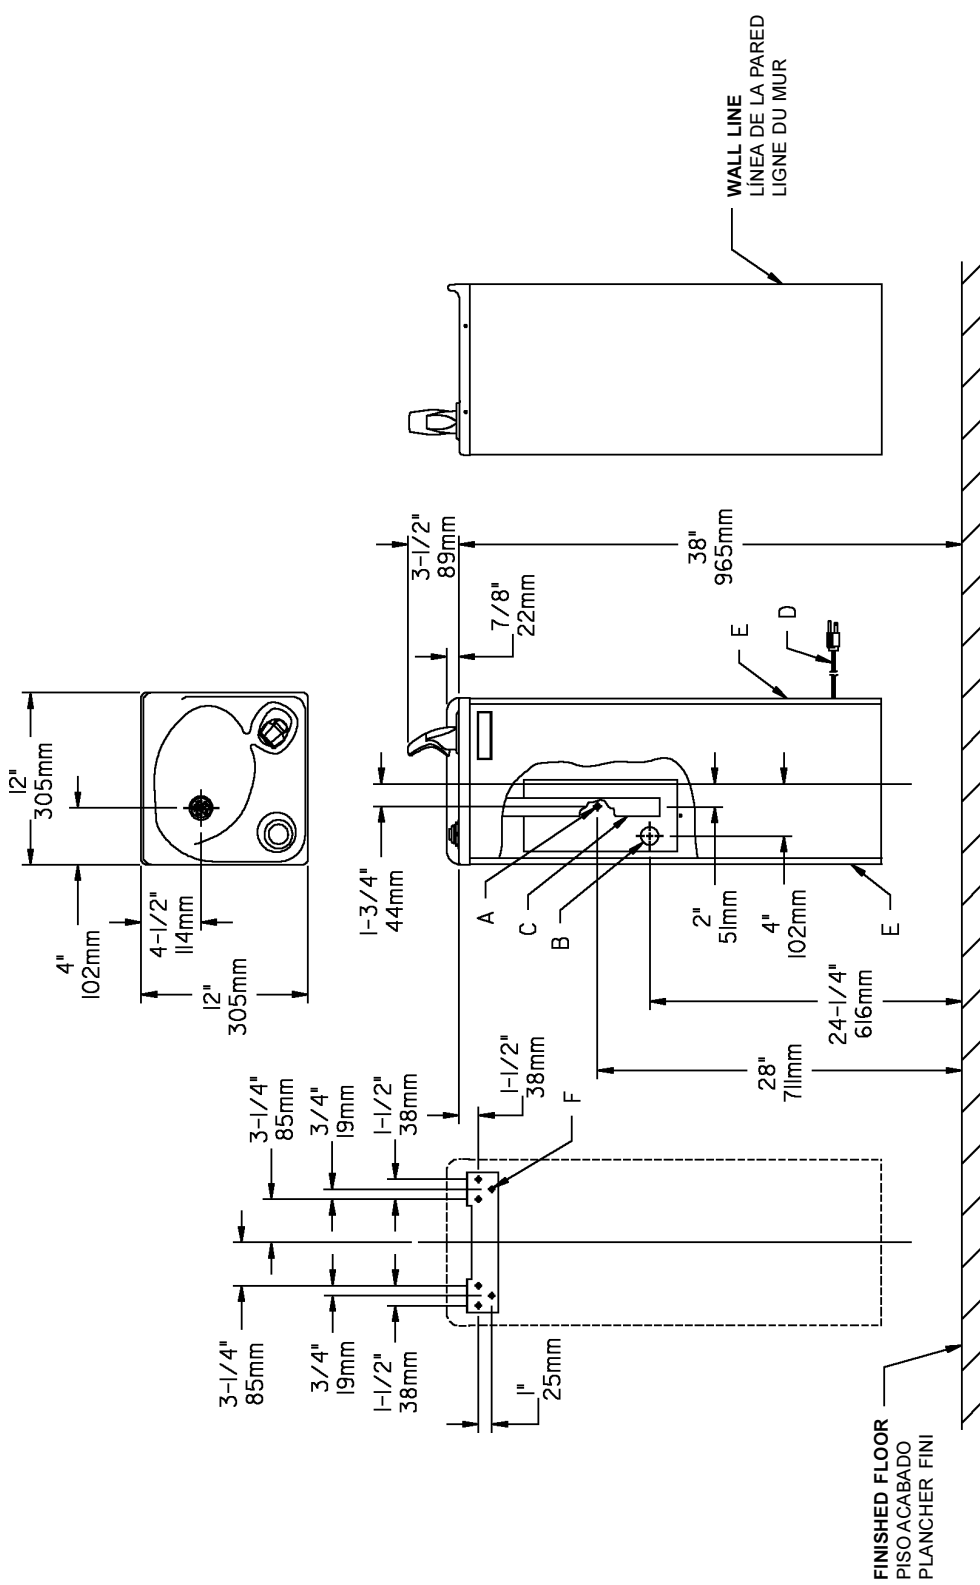 12"
305mm
4"
102mm
4-1/2"
114mm
12"
305mm
3-1/4"
85mm
3/4"
19mm
1-1/2"
38mm
1-1/2"
38mm
F
3-1/4"
85mm
3/4"
19mm
1-1/2"
38mm
1"
25mm
3-1/2"
89mm
7/8"
22mm
1-3/4"
44mm
A
C
B
E
D
E
2"
51mm
4"
102mm
38"
965mm
24-1/4"
616mm
28"
711mm
WALL LINE
LÍNEA DE LA PARED
LIGNE DU MUR
FINISHED FLOOR
PISO ACABADO
PLANCHER FINI